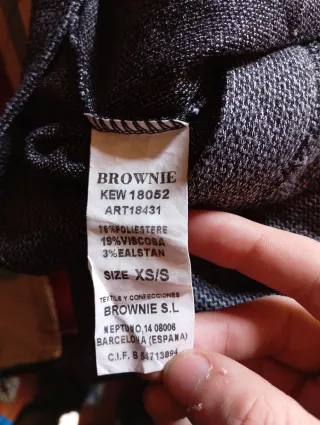 BROWNIE
KEW 18052
ART18431
78%POLIESTERE
19%VISCOSA
3%EALSTAN
SIZE XS/S
TEXTILS Y CONFECCIONES
BROWNIE S.L
NEPTUNO,14 08006
BARCELONA (ESPANA)
C.I.F. B